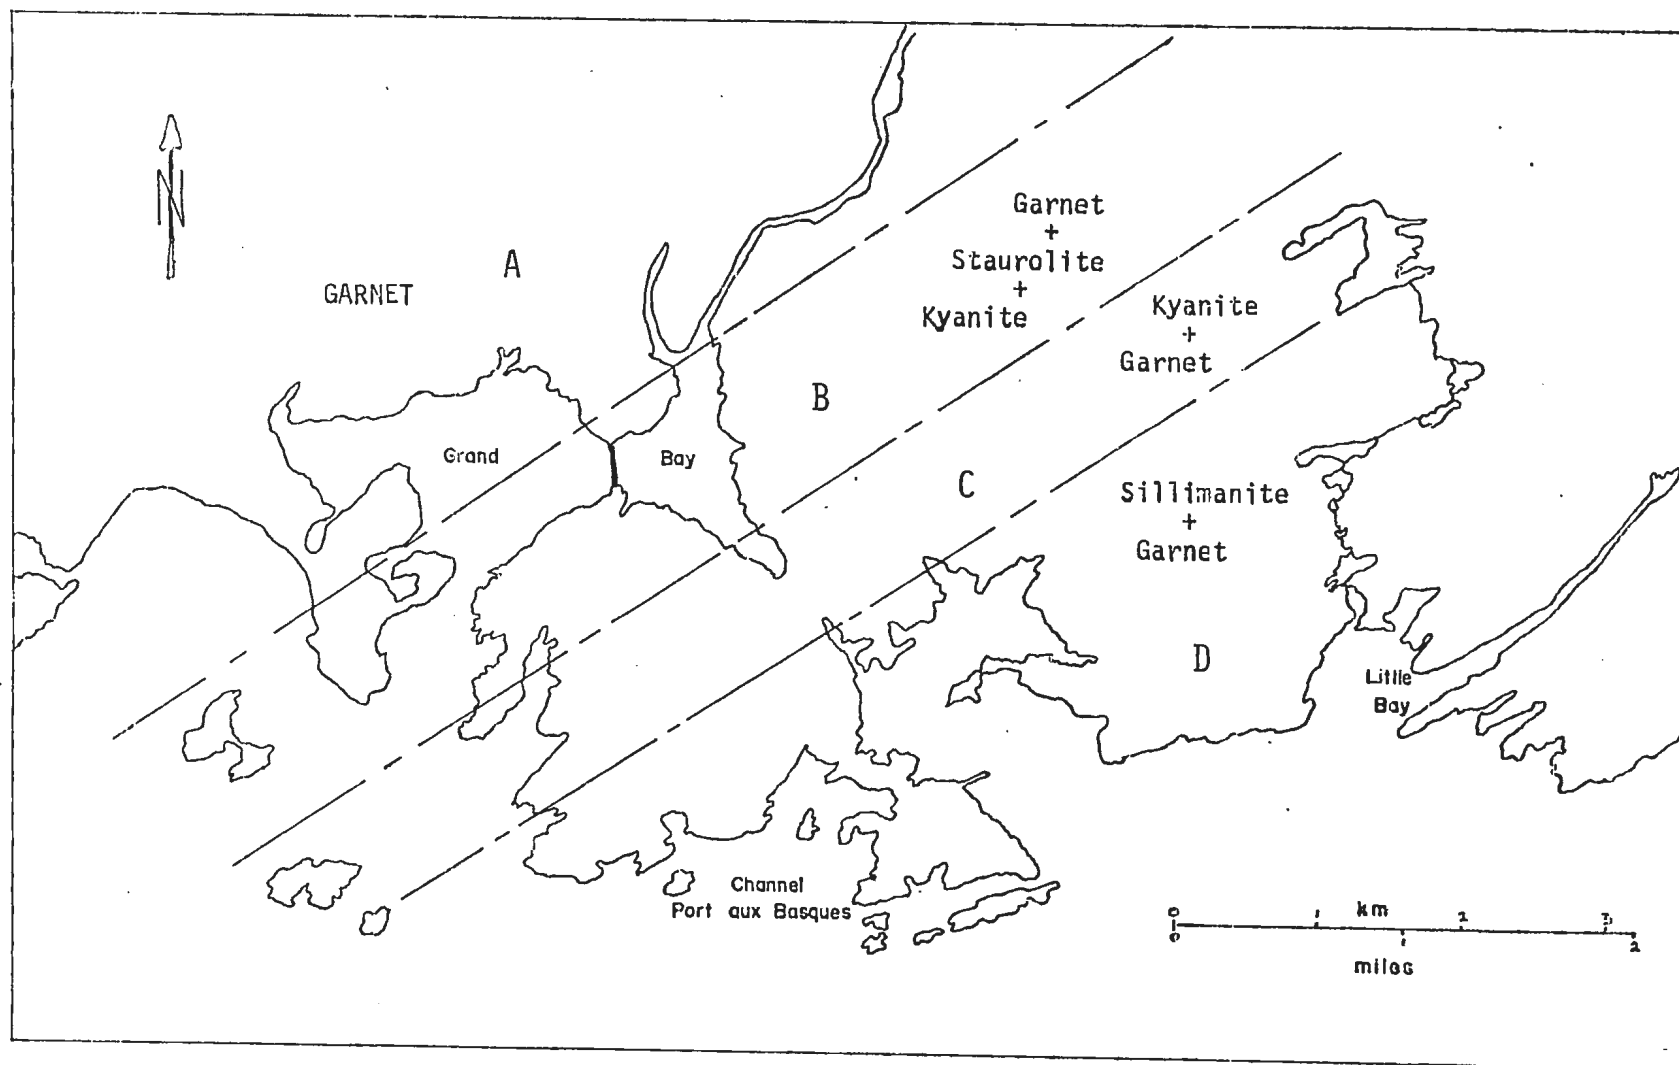 N
A
GARNET
Garnet
+
Staurolite
+
Kyanite
Kyanite
+
Garnet
B
Grand
Bay
C
Sillimanite
+
Garnet
D
Little
Bay
Channel
Port aux Basques
0 1 km 2 3
0 1 2
miles